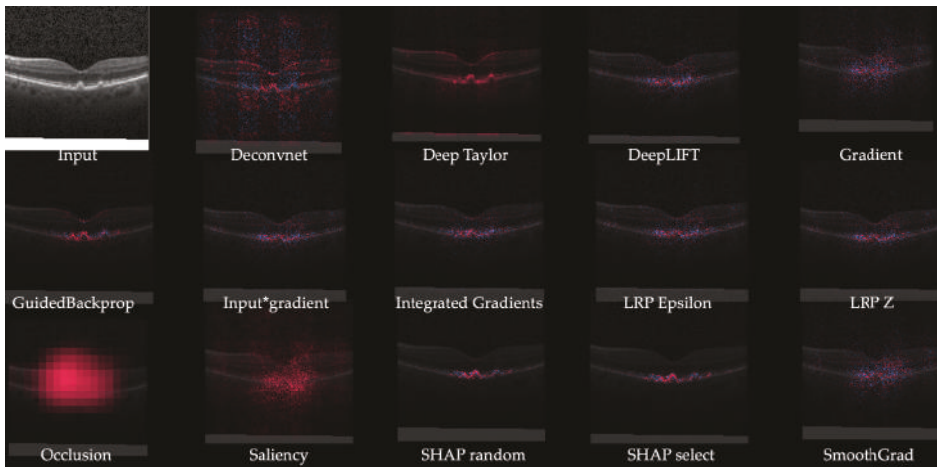 Input Deconvnet Deep Taylor DeepLIFT Gradient
GuidedBackprop Input*gradient Integrated Gradients LRP Epsilon LRP Z
Occlusion Saliency SHAP random SHAP select SmoothGrad